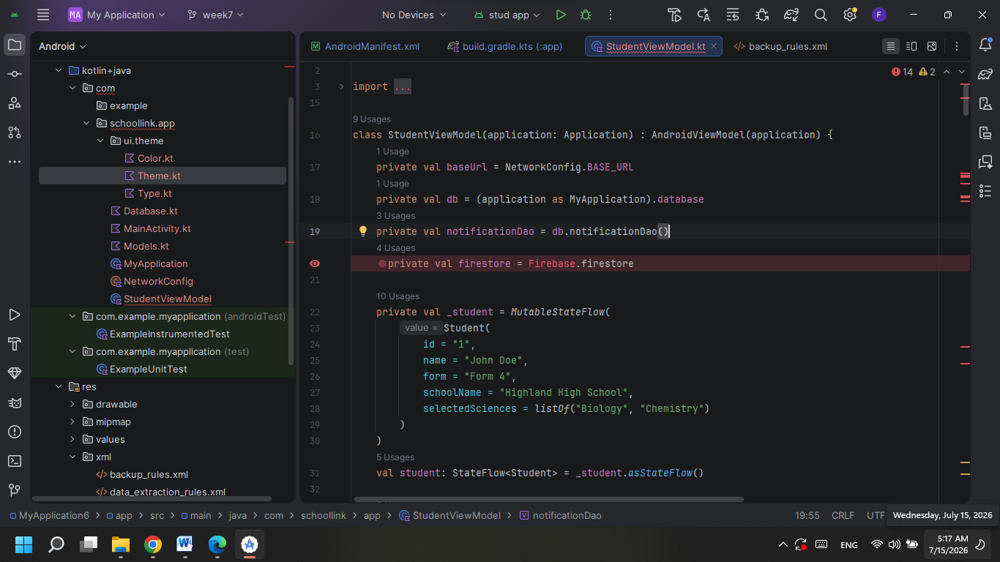 MA My Application week7 No Devices stud app F
Android
AndroidManifest.xml build.gradle.kts (:app) StudentViewModel.kt backup_rules.xml
kotlin+java
com
example
schoollink.app
ui.theme
Color.kt
Theme.kt
Type.kt
Database.kt
MainActivity.kt
Models.kt
MyApplication
NetworkConfig
StudentViewModel
com.example.myapplication (androidTest)
ExampleInstrumentedTest
com.example.myapplication (test)
ExampleUnitTest
res
drawable
mipmap
values
xml
backup_rules.xml
data_extraction_rules.xml
14 2
2
3 import ...
15
9 Usages
16 class StudentViewModel(application: Application) : AndroidViewModel(application) {
1 Usage
17 private val baseUrl = NetworkConfig.BASE_URL
1 Usage
18 private val db = (application as MyApplication).database
3 Usages
19 private val notificationDao = db.notificationDao()
4 Usages
private val firestore = Firebase.firestore
21
10 Usages
22 private val _student = MutableStateFlow(
23 value = Student(
24 id = "1",
25 name = "John Doe",
26 form = "Form 4",
27 schoolName = "Highland High School",
28 selectedSciences = listOf("Biology", "Chemistry")
29 )
30 )
5 Usages
31 val student: StateFlow<Student> = _student.asStateFlow()
32
MyApplication6 > app > src > main > java > com > schoollink > app > StudentViewModel > notificationDao 19:55 CRLF UTF
Wednesday, July 15, 2026
ENG 5:17 AM
7/15/2026